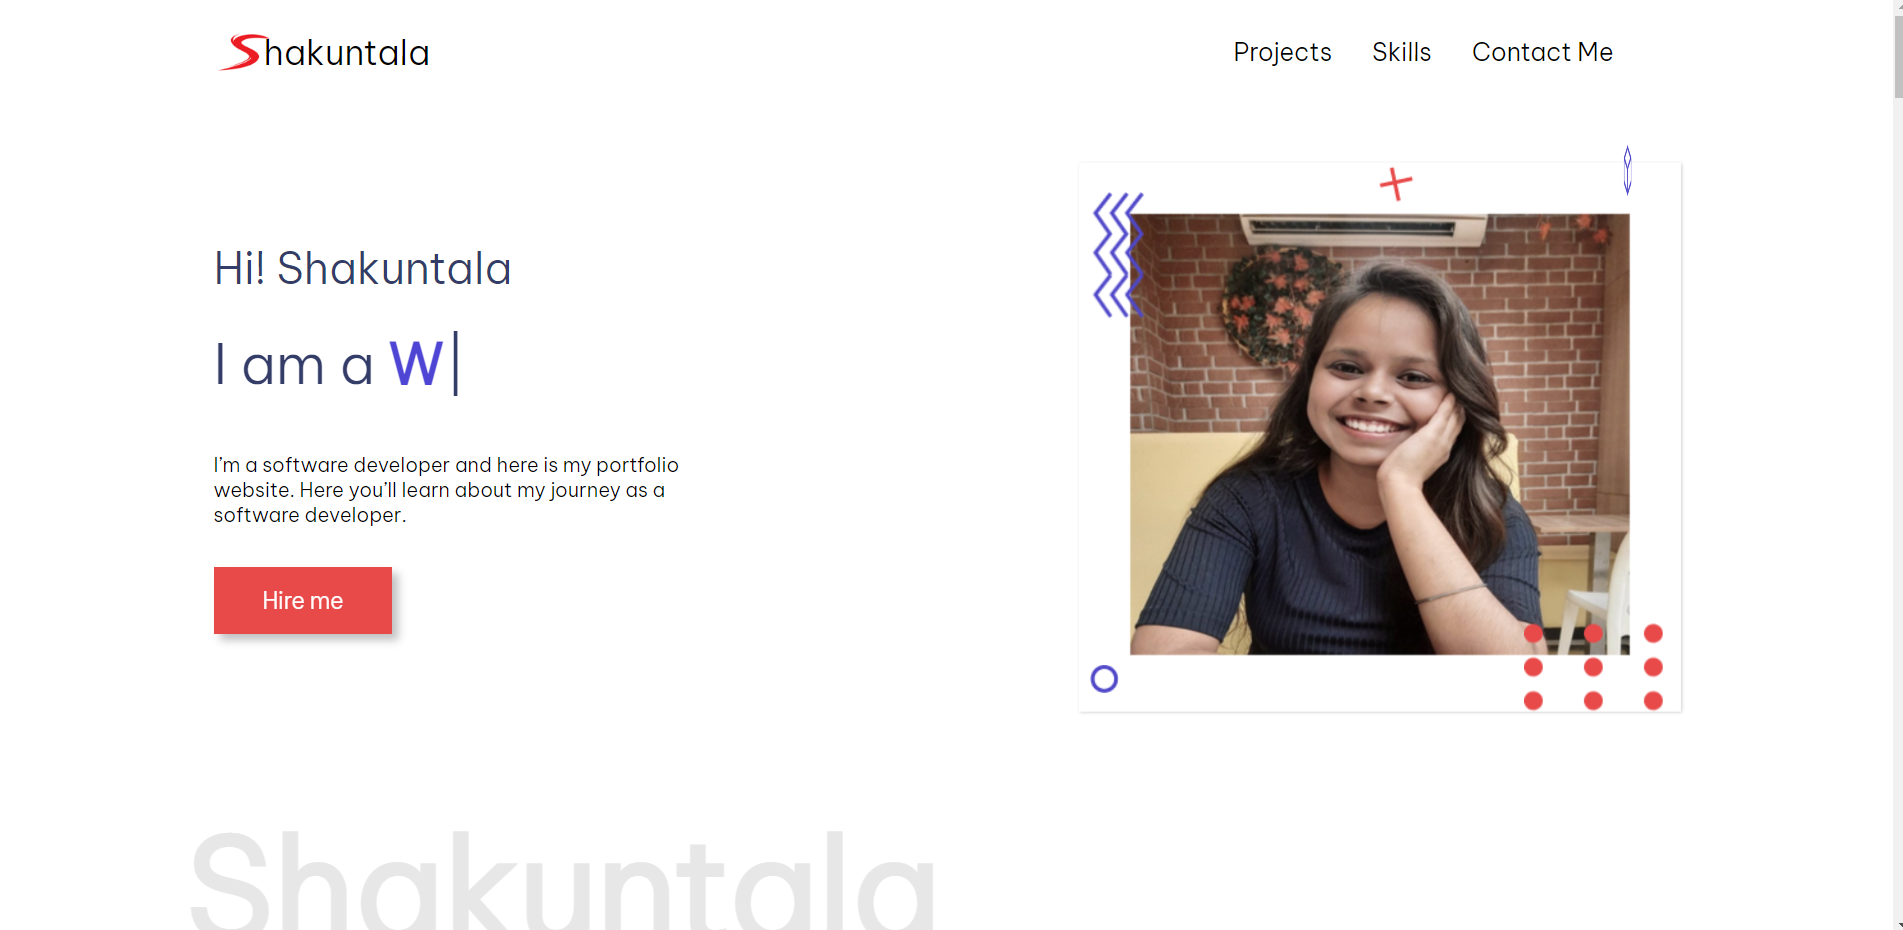 Shakuntala
Projects Skills Contact Me
Hi! Shakuntala
I am a W
I'm a software developer and here is my portfolio
website. Here you'll learn about my journey as a
software developer.
Hire me
Shakuntala